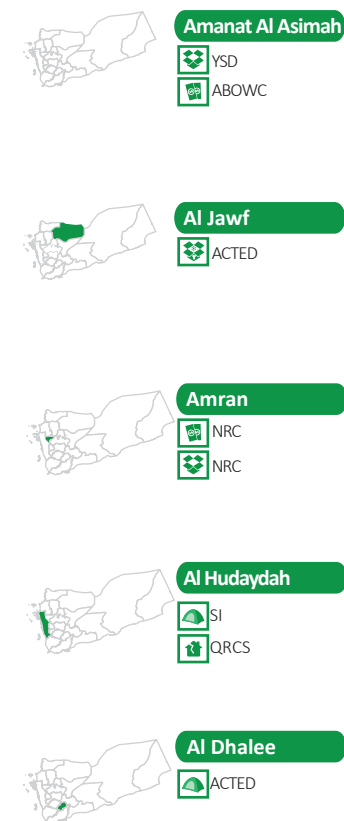 Amanat Al Asimah
YSD
ABOWC
Al Jawf
ACTED
Amran
NRC
NRC
Al Hudaydah
SI
QRCS
Al Dhalee
ACTED